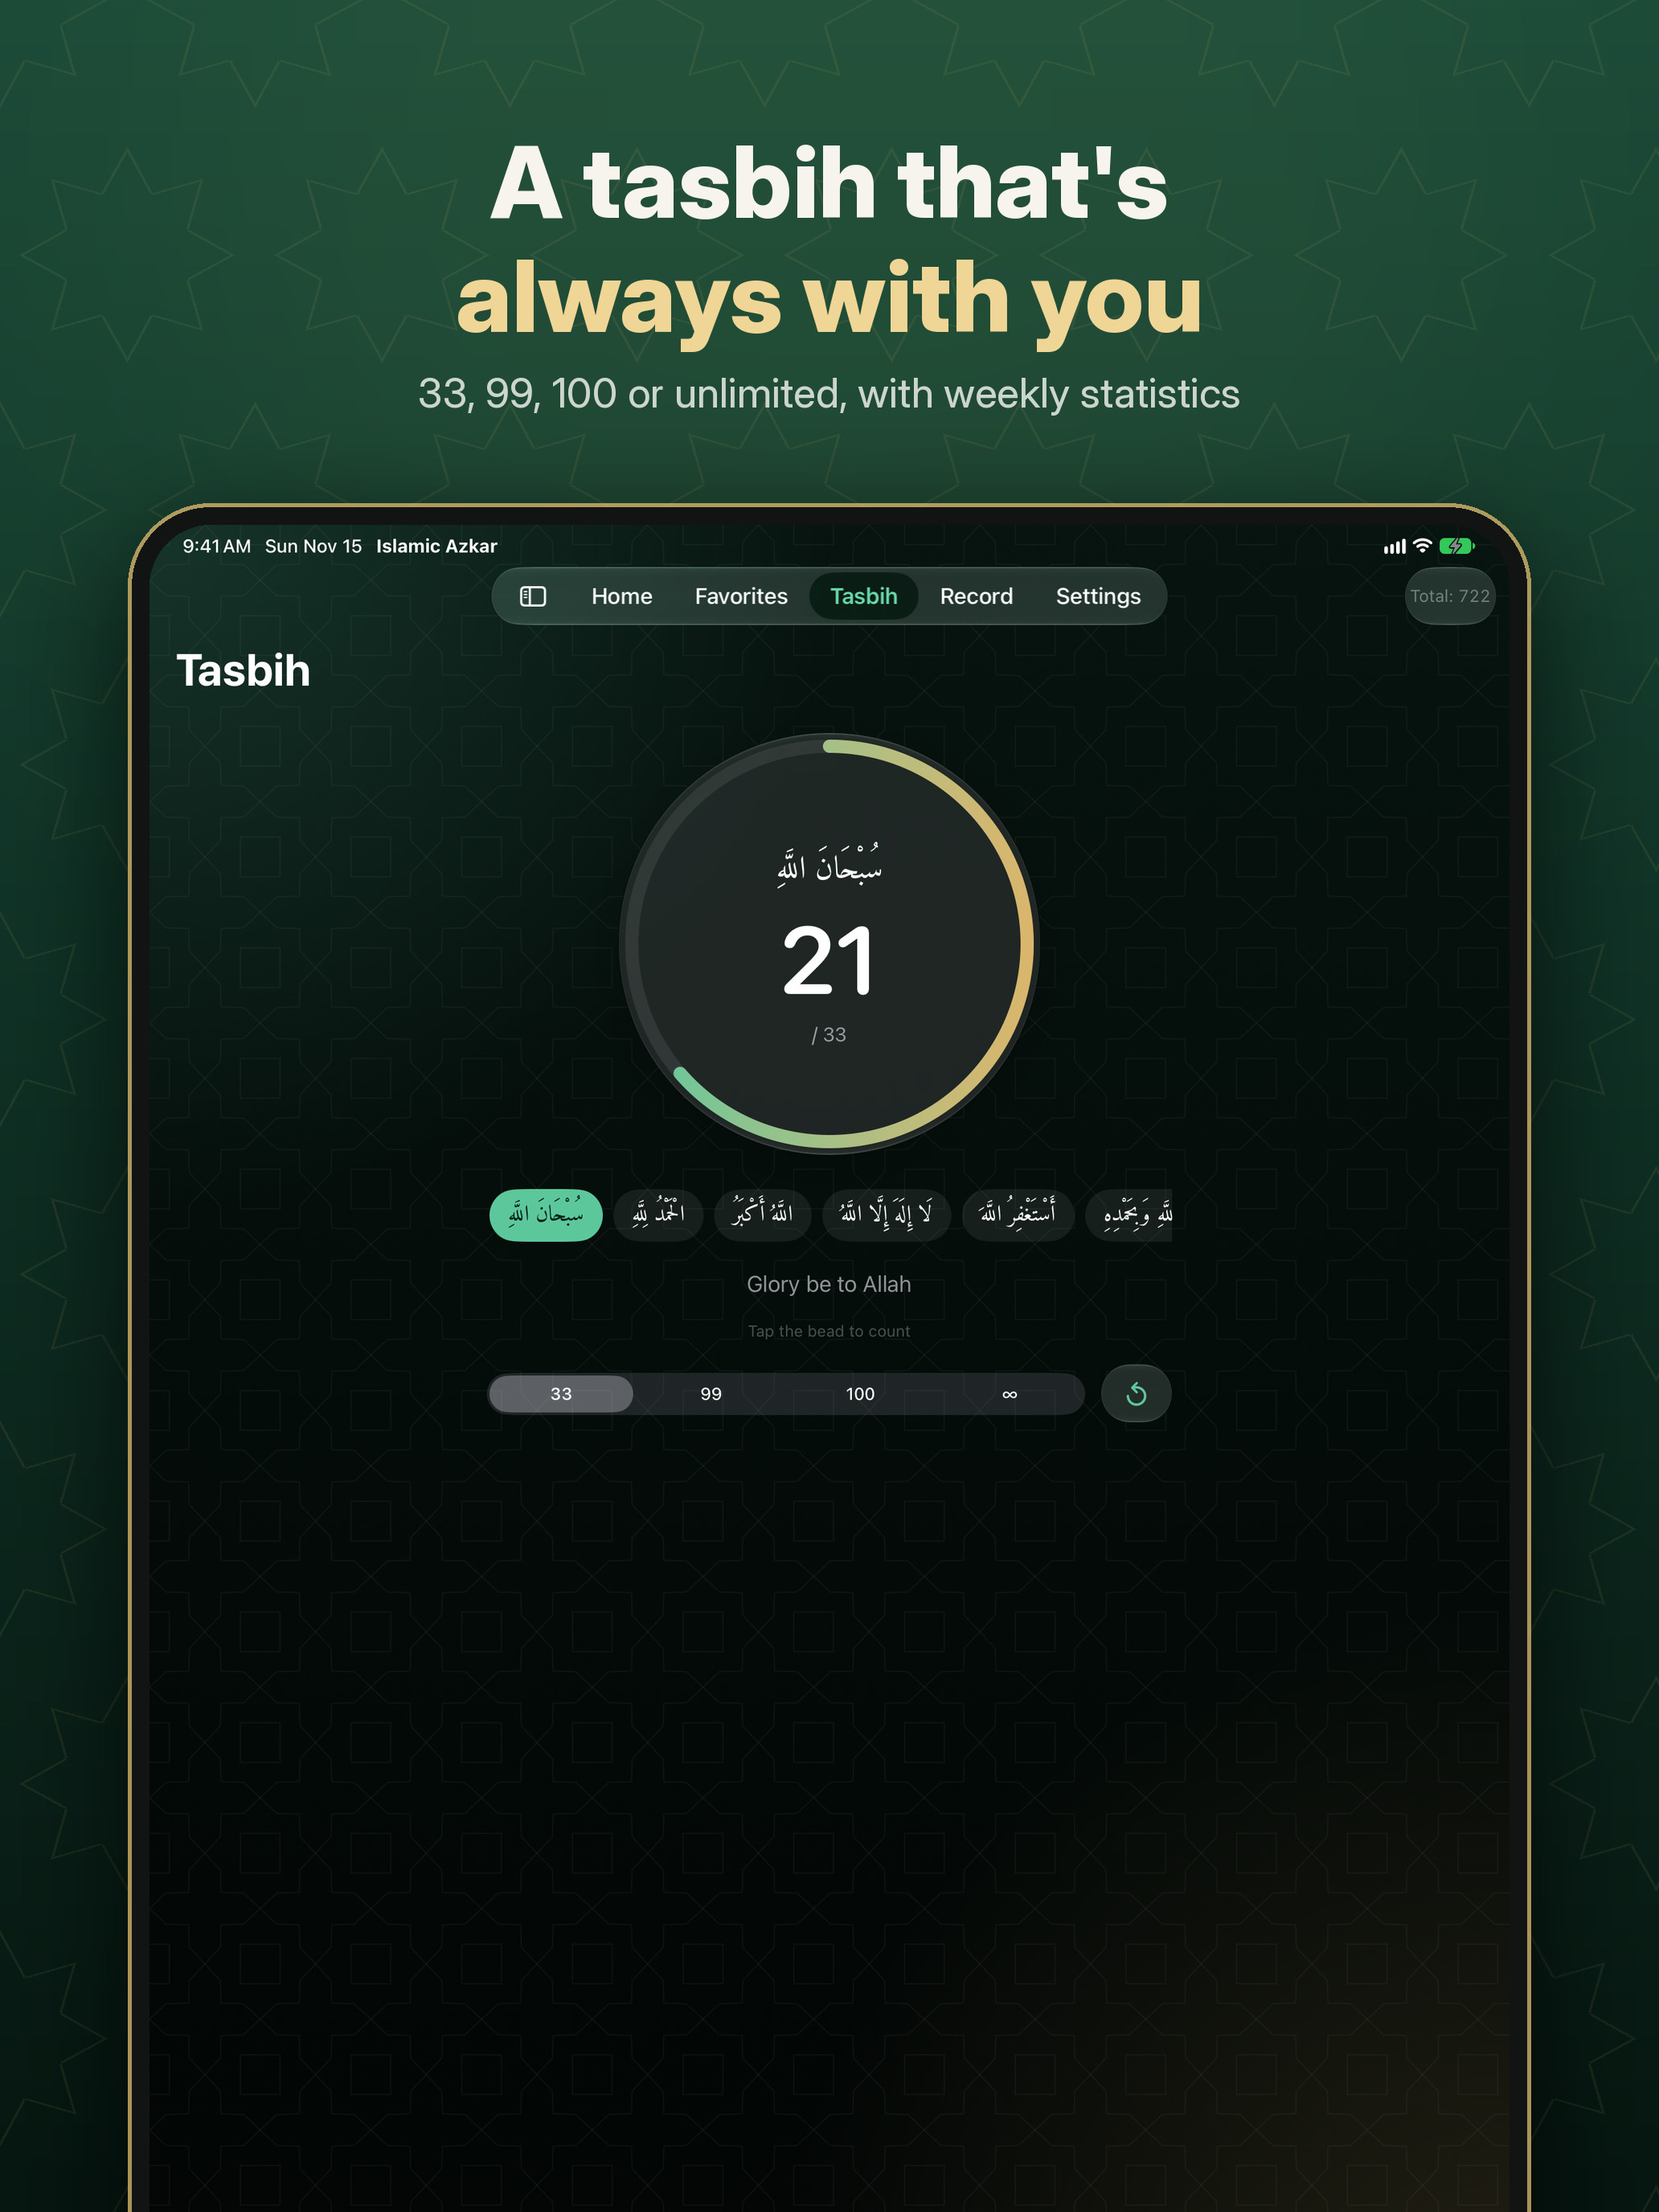 A tasbih that's
always with you
33, 99, 100 or unlimited, with weekly statistics
9:41 AM Sun Nov 15 Islamic Azkar
Home Favorites Tasbih Record Settings
Total: 722
Tasbih
سُبْحَانَ اللَّهِ
21
/ 33
سُبْحَانَ اللَّهِ
الْحَمْدُ لِلَّهِ
اللَّهُ أَكْبَرُ
لَا إِلَهَ إِلَّا اللَّهُ
أَسْتَغْفِرُ اللَّهَ
وَبِحَمْدِهِ
Glory be to Allah
Tap the bead to count
33 99 100 ∞